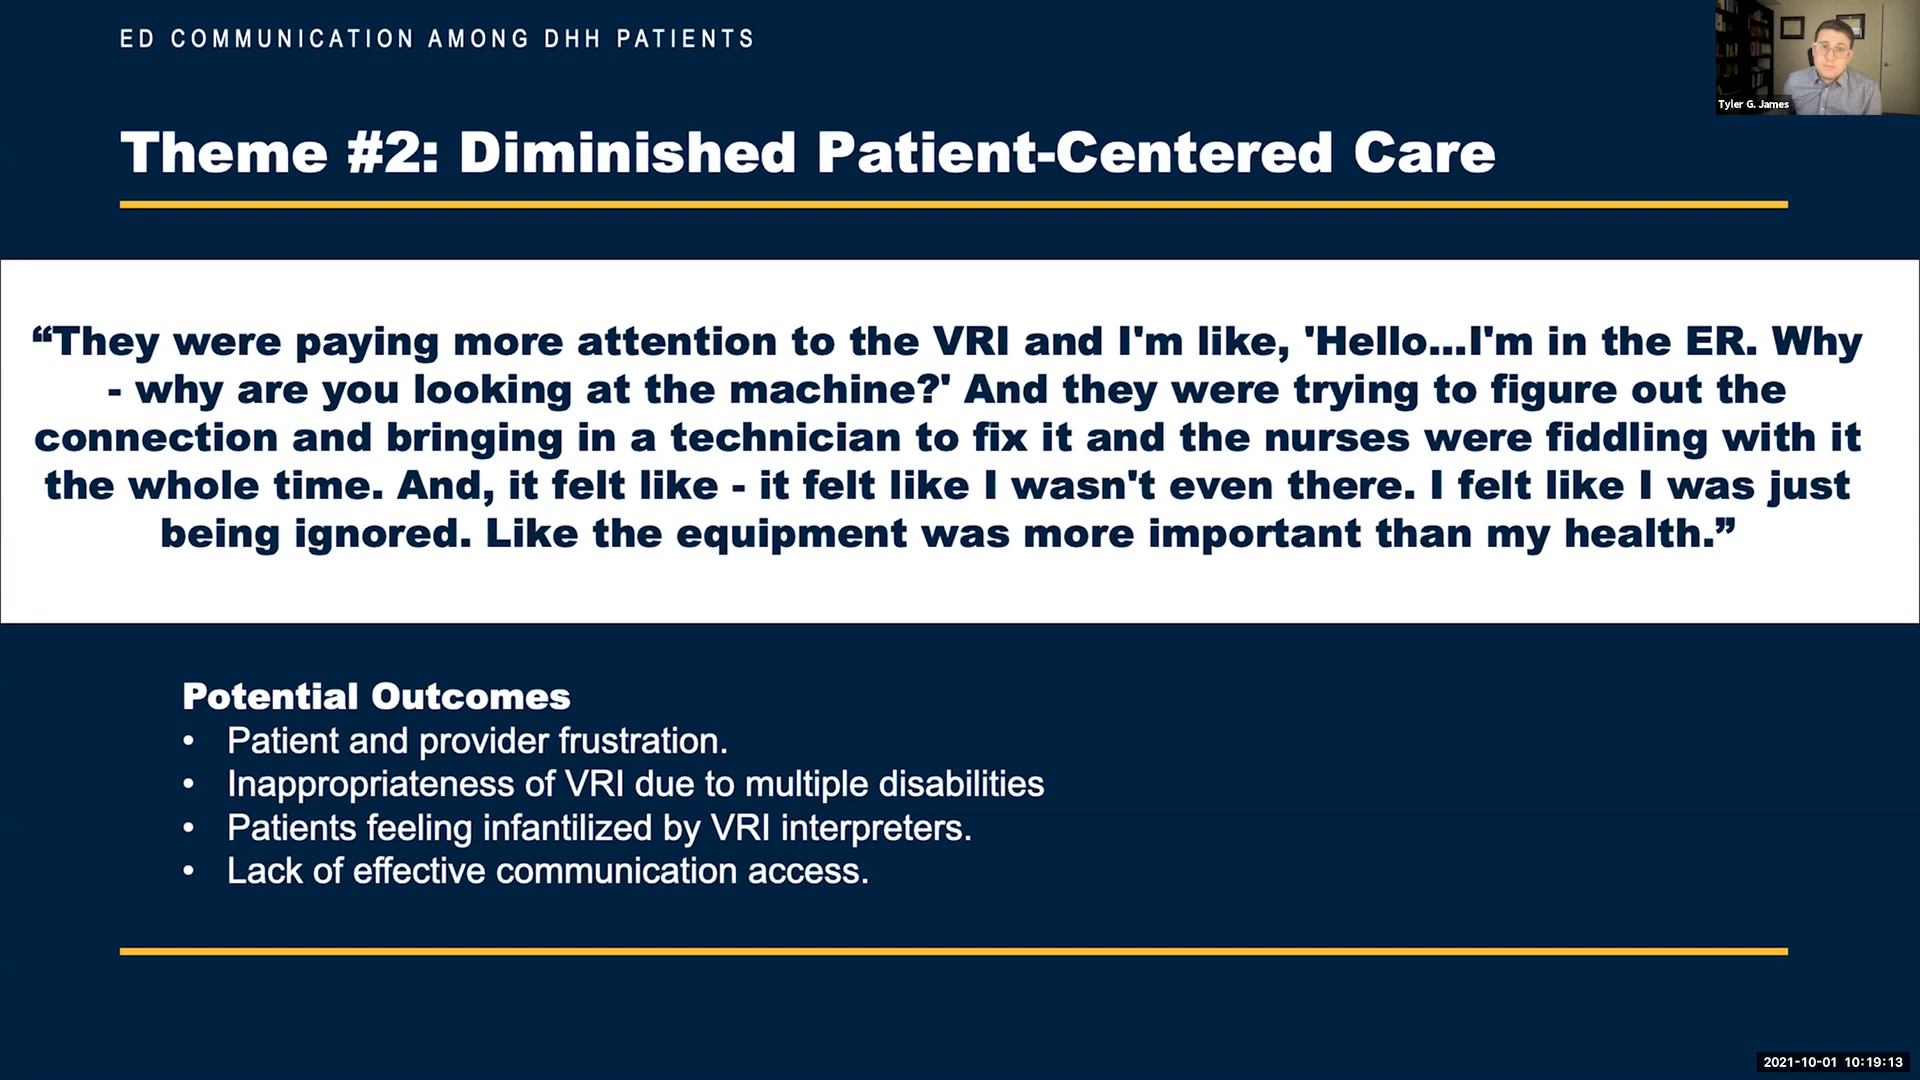 ED COMMUNICATION AMONG DHH PATIENTS
Tyler G. James
Theme #2: Diminished Patient-Centered Care
“They were paying more attention to the VRI and I'm like, 'Hello...I'm in the ER. Why
- why are you looking at the machine?' And they were trying to figure out the
connection and bringing in a technician to fix it and the nurses were fiddling with it
the whole time. And, it felt like - it felt like I wasn't even there. I felt like I was just
being ignored. Like the equipment was more important than my health.”
Potential Outcomes
• Patient and provider frustration.
• Inappropriateness of VRI due to multiple disabilities
• Patients feeling infantilized by VRI interpreters.
• Lack of effective communication access.
2021-10-01 10:19:13